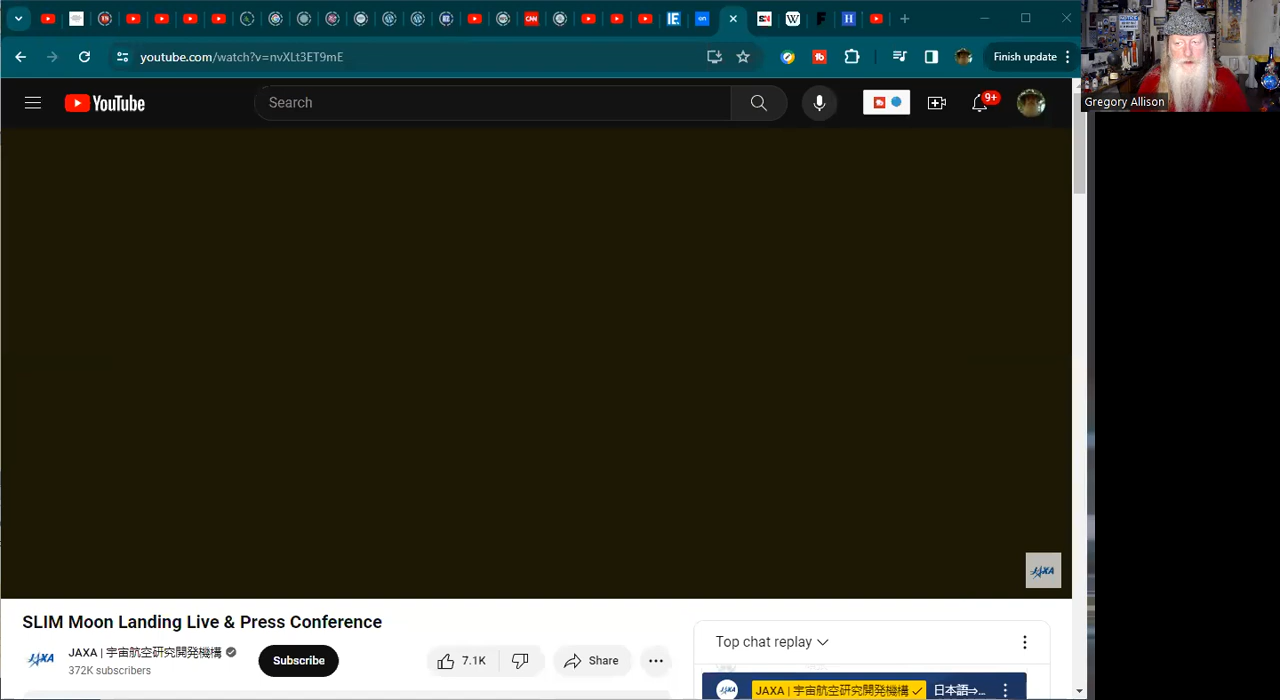 youtube.com/watch?v=nvXLt3ET9mE
Finish update
YouTube
Search
9+
Gregory Allison
JAXA
SLIM Moon Landing Live & Press Conference
JAXA | 宇宙航空研究開発機構
372K subscribers
Subscribe
7.1K
Share
Top chat replay
JAXA | 宇宙航空研究開発機構
日本語→...